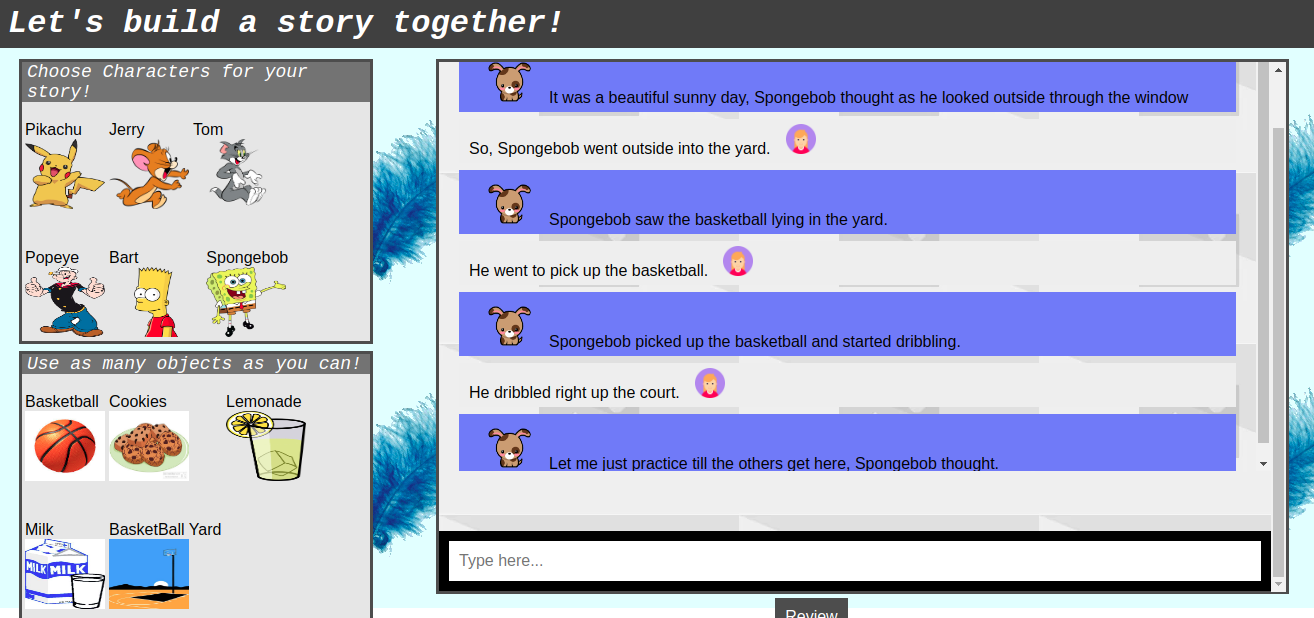 Let's build a story together!
Choose Characters for your
story!
Pikachu Jerry Tom
Popeye Bart Spongebob
Use as many objects as you can!
Basketball Cookies Lemonade
Milk BasketBall Yard
MILK MILK
It was a beautiful sunny day, Spongebob thought as he looked outside through the window
So, Spongebob went outside into the yard.
Spongebob saw the basketball lying in the yard.
He went to pick up the basketball.
Spongebob picked up the basketball and started dribbling.
He dribbled right up the court.
Let me just practice till the others get here, Spongebob thought.
Type here...
Review